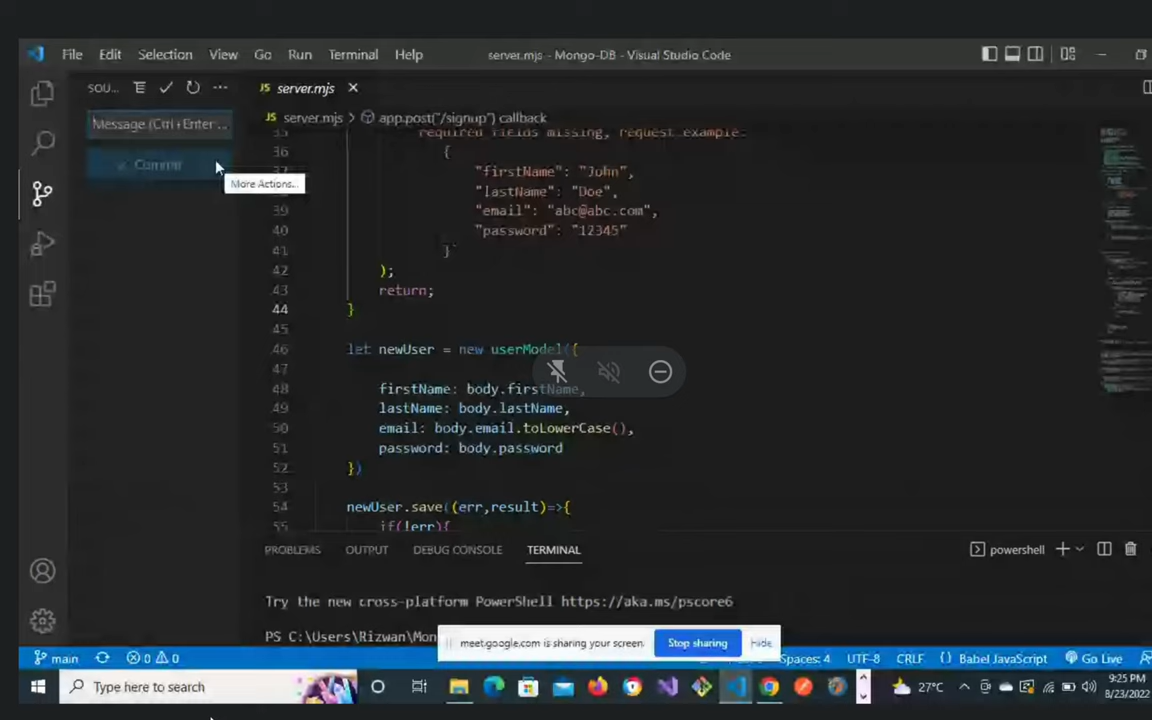 File Edit Selection View Go Run Terminal Help server.mjs - Mongo-DB - Visual Studio Code
SOU... JS server.mjs
Message (Ctrl+Enter... JS server.mjs > app.post("/signup") callback
35 required fields missing, request example:
36 {
37 "firstName": "John",
38 "lastName": "Doe",
39 "email": "abc@abc.com",
40 "password": "12345"
41 }`
42 );
43 return;
44 }
45
46 let newUser = new userModel({
47
48 firstName: body.firstName,
49 lastName: body.lastName,
50 email: body.email.toLowerCase(),
51 password: body.password
52 })
53
54 newUser.save((err,result)=>{
55 if(!err){
Commit
More Actions...
PROBLEMS OUTPUT DEBUG CONSOLE TERMINAL powershell
Try the new cross-platform PowerShell https://aka.ms/pscore6
PS C:\Users\Rizwan\Mon
meet.google.com is sharing your screen. Stop sharing Hide
main 0 0 Spaces: 4 UTF-8 CRLF {} Babel JavaScript Go Live
Type here to search 27°C 9:25 PM
8/23/2022